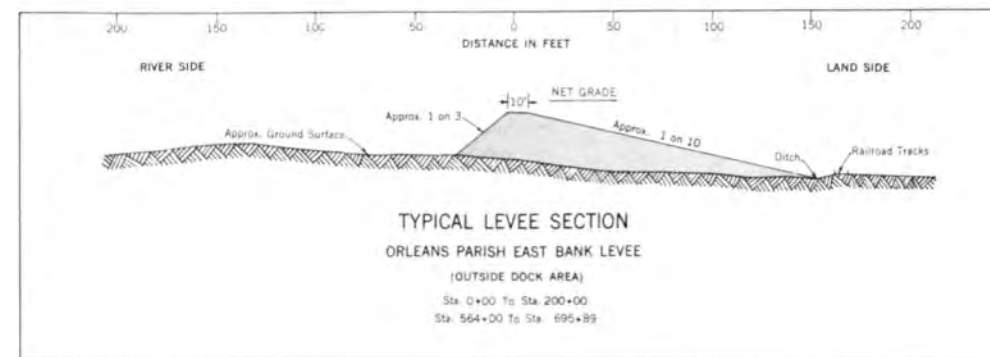 200 150 100 50 0 50 100 150 200
DISTANCE IN FEET
RIVER SIDE
LAND SIDE
10'
NET GRADE
Approx. 1 on 3
Approx. 1 on 10
Approx. Ground Surface
Ditch
Railroad Tracks
TYPICAL LEVEE SECTION
ORLEANS PARISH EAST BANK LEVEE
(OUTSIDE DOCK AREA)
Sta. 0+00 To Sta. 200+00
Sta. 564+00 To Sta. 695+89